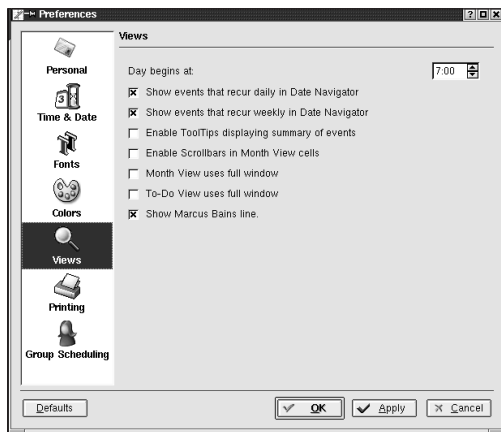 Preferences
Personal
Time & Date
Fonts
Colors
Views
Printing
Group Scheduling
Views
Day begins at: 7:00
Show events that recur daily in Date Navigator
Show events that recur weekly in Date Navigator
Enable ToolTips displaying summary of events
Enable Scrollbars in Month View cells
Month View uses full window
To-Do View uses full window
Show Marcus Bains line.
Defaults OK Apply Cancel